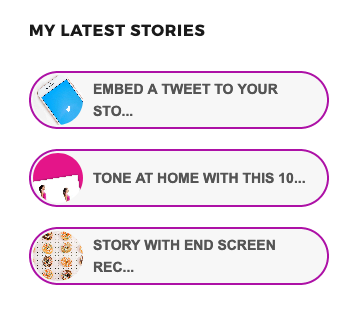 MY LATEST STORIES
EMBED A TWEET TO YOUR
STO...
TONE AT HOME WITH THIS 10...
STORY WITH END SCREEN
REC...